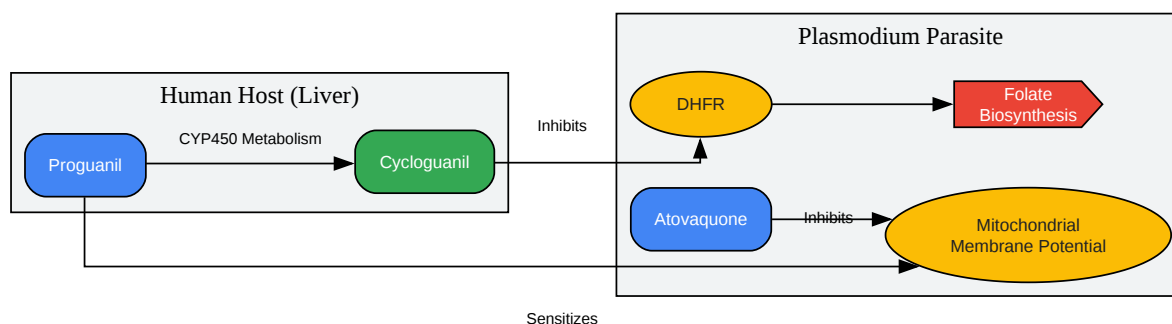 Plasmodium Parasite
Human Host (Liver)
DHFR
Folate
Biosynthesis
Inhibits
CYP450 Metabolism
Proguanil
Cycloguanil
Atovaquone
Inhibits
Mitochondrial
Membrane Potential
Sensitizes